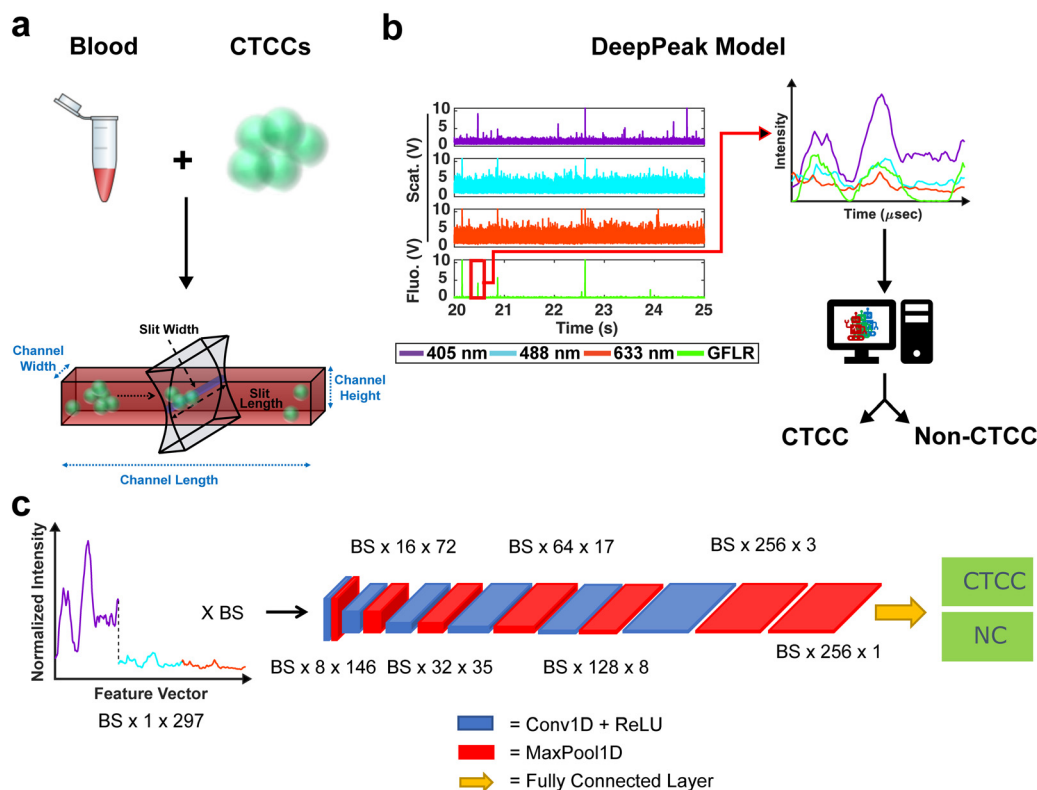 a
Blood
CTCCs
+
Slit Width
Channel
Width
Slit
Length
Channel
Height
Channel Length
b
DeepPeak Model
10
5
0
10
5
0
10
5
0
10
5
0
Scat. (V)
Fluo. (V)
20 21 22 23 24 25
Time (s)
405 nm 488 nm 633 nm GFLR
Intensity
Time (μsec)
CTCC
Non-CTCC
c
Normalized Intensity
Feature Vector
BS x 1 x 297
X BS
BS x 8 x 146
BS x 16 x 72
BS x 32 x 35
BS x 64 x 17
BS x 128 x 8
BS x 256 x 3
BS x 256 x 1
CTCC
NC
= Conv1D + ReLU
= MaxPool1D
= Fully Connected Layer